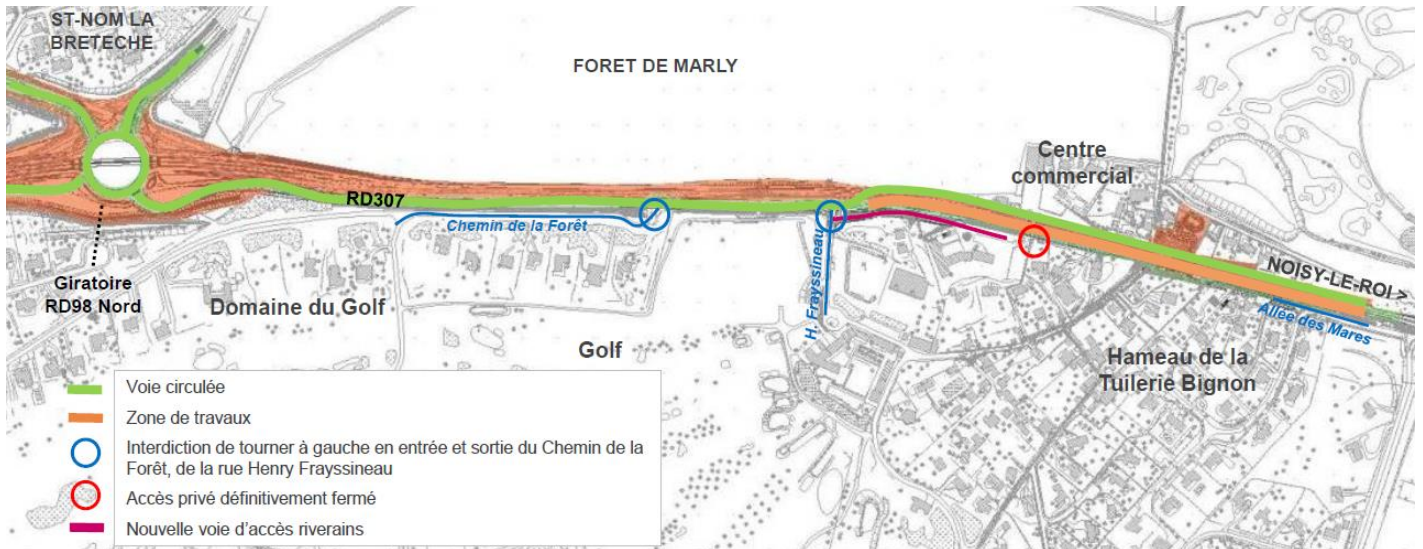 ST-NOM LA
BRETECHE
FORET DE MARLY
Centre
commercial
RD307
Chemin de la Forêt
H. Frayssineau
NOISY-LE-ROI >
Giratoire
RD98 Nord
Domaine du Golf
Golf
Allée des Mares
Hameau de la
Tuilerie Bignon
Voie circulée
Zone de travaux
Interdiction de tourner à gauche en entrée et sortie du Chemin de la
Forêt, de la rue Henry Frayssineau
Accès privé définitivement fermé
Nouvelle voie d'accès riverains